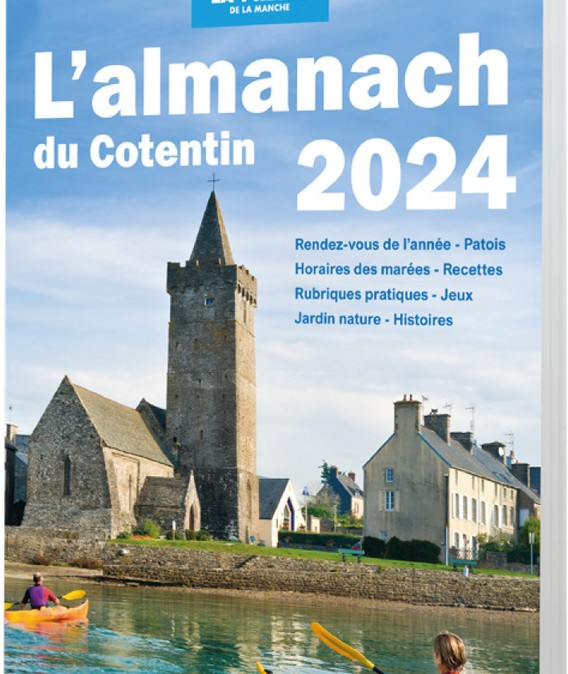 DE LA MANCHE
L'almanach
du Cotentin
2024
Rendez-vous de l'année - Patois
Horaires des marées - Recettes
Rubriques pratiques - Jeux
Jardin nature - Histoires